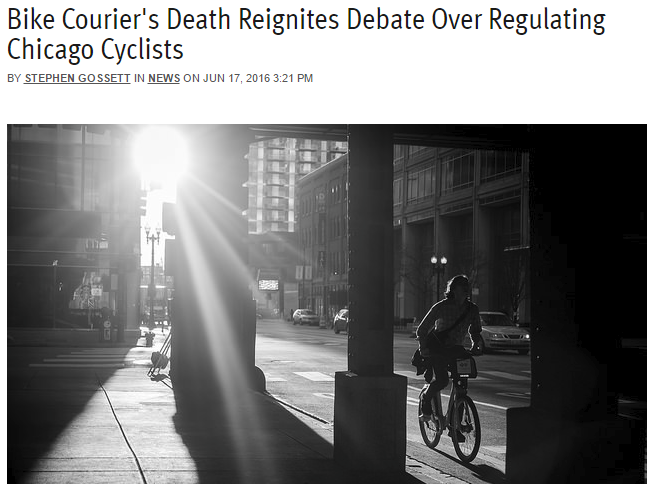 Bike Courier's Death Reignites Debate Over Regulating
Chicago Cyclists
BY STEPHEN GOSSETT IN NEWS ON JUN 17, 2016 3:21 PM